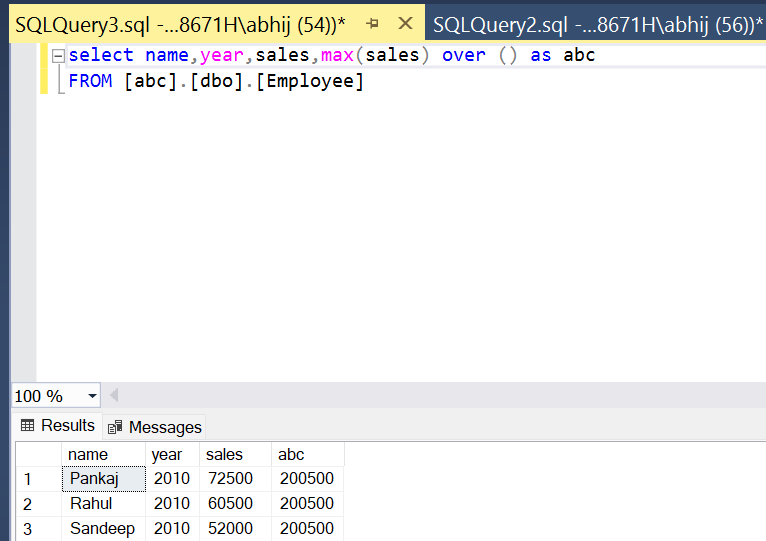 SQLQuery3.sql -...8671H\abhij (54))* SQLQuery2.sql -...8671H\abhij (56))*
select name,year,sales,max(sales) over () as abc
FROM [abc].[dbo].[Employee]
100 %
Results Messages
name year sales abc
1 Pankaj 2010 72500 200500
2 Rahul 2010 60500 200500
3 Sandeep 2010 52000 200500